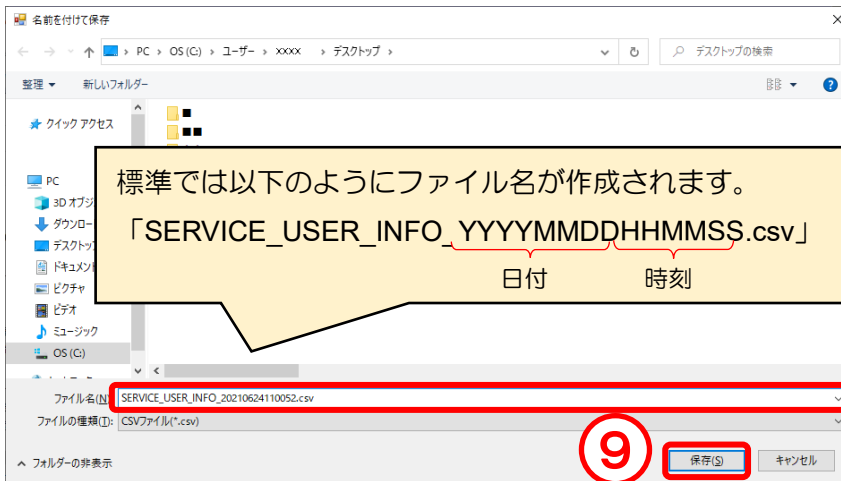 名前を付けて保存
PC › OS (C:) › ユーザー › xxxx › デスクトップ ›
デスクトップの検索
整理 新しいフォルダー
クイック アクセス
■
■■
PC
3D オブジ
ダウンロー
デスクトッ
ドキュメン
ピクチャ
ビデオ
ミュージック
OS (C:)
標準では以下のようにファイル名が作成されます。
「SERVICE_USER_INFO_YYYYMMDDHHMMSS.csv」
日付 時刻
ファイル名(N): SERVICE_USER_INFO_20210624110052.csv
ファイルの種類(T): CSVファイル(*.csv)
⑨
フォルダーの非表示 保存(S) キャンセル